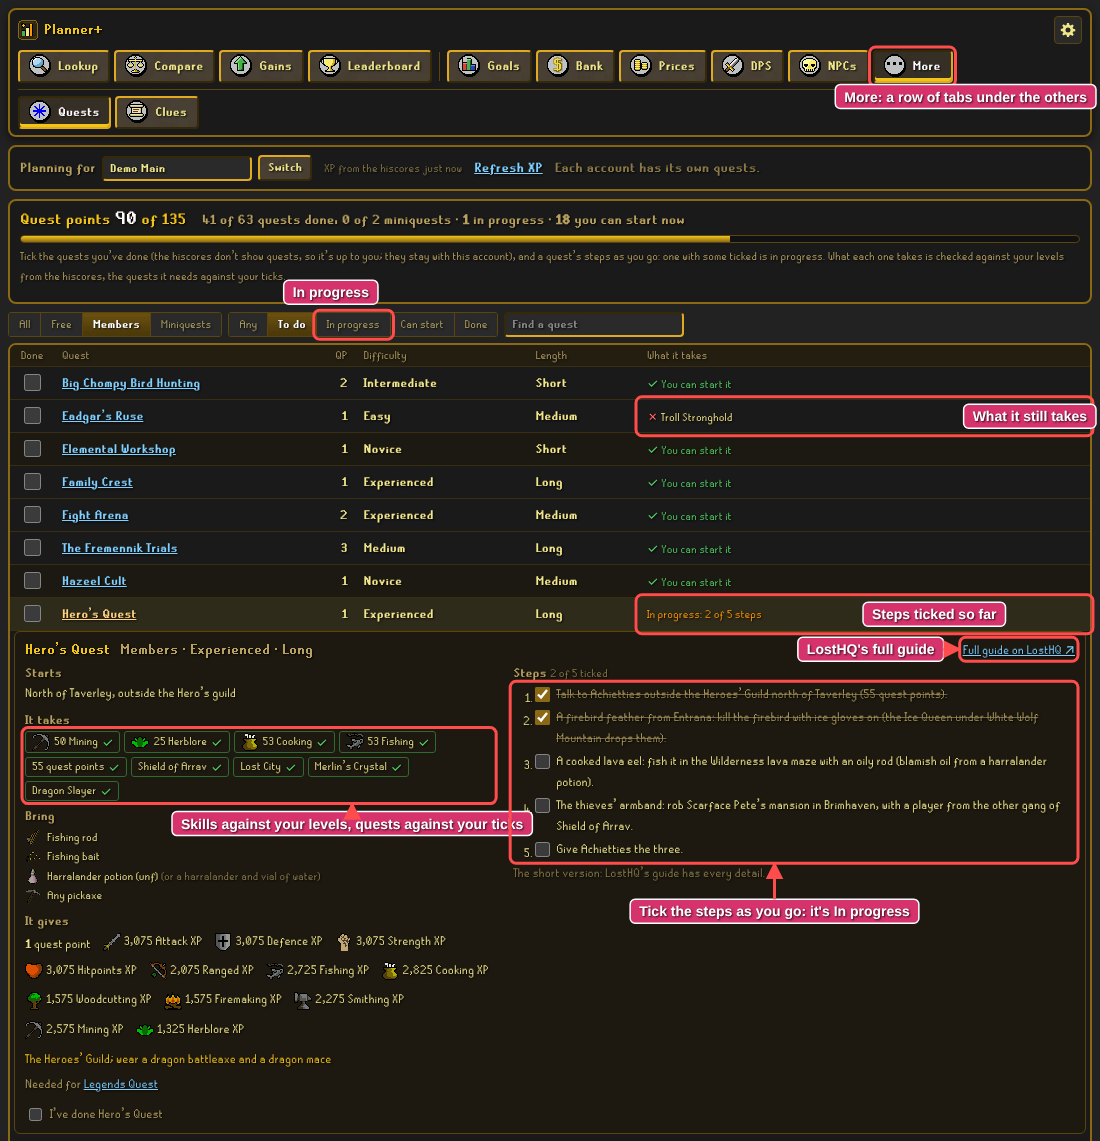 Planner+
Lookup
Compare
Gains
Leaderboard
Goals
Bank
Prices
DPS
NPCs
More
More: a row of tabs under the others
Quests
Clues
Planning for
Demo Main
Switch
XP from the hiscores just now
Refresh XP
Each account has its own quests.
Quest points 90 of 135
41 of 63 quests done, 0 of 2 miniquests · 1 in progress · 18 you can start now
Tick the quests you've done (the hiscores don't show quests, so it's up to you; they stay with this account), and a quest's steps as you go: one with some ticked is in progress. What each one takes is checked against your levels
from the hiscores, the quests it needs against your ticks.
In progress
All
Free
Members
Miniquests
Any
To do
In progress
Can start
Done
Find a quest
Done Quest QP Difficulty Length What it takes
Big Chompy Bird Hunting 2 Intermediate Short ✓ You can start it
Eadgar's Ruse 1 Easy Medium ✕ Troll Stronghold
What it still takes
Elemental Workshop 1 Novice Short ✓ You can start it
Family Crest 1 Experienced Long ✓ You can start it
Fight Arena 2 Experienced Medium ✓ You can start it
The Fremennik Trials 3 Medium Long ✓ You can start it
Hazeel Cult 1 Novice Medium ✓ You can start it
Hero's Quest 1 Experienced Long In progress: 2 of 5 steps
Steps ticked so far
Hero's Quest Members · Experienced · Long
LostHQ's full guide
Full guide on LostHQ ↗
Starts
North of Taverley, outside the Hero's guild
It takes
50 Mining ✓
25 Herblore ✓
53 Cooking ✓
53 Fishing ✓
55 quest points ✓
Shield of Arrav ✓
Lost City ✓
Merlin's Crystal ✓
Dragon Slayer ✓
Skills against your levels, quests against your ticks
Bring
Fishing rod
Fishing bait
Harralander potion (unf) (or a harralander and vial of water)
Any pickaxe
It gives
1 quest point
3,075 Attack XP
3,075 Defence XP
3,075 Strength XP
3,075 Hitpoints XP
2,075 Ranged XP
2,725 Fishing XP
2,825 Cooking XP
1,575 Woodcutting XP
1,575 Firemaking XP
2,275 Smithing XP
2,575 Mining XP
1,325 Herblore XP
The Heroes' Guild; wear a dragon battleaxe and a dragon mace
Needed for Legends Quest
I've done Hero's Quest
Steps 2 of 5 ticked
1. Talk to Achietties outside the Heroes' Guild north of Taverley (55 quest points).
2. A firebird feather from Entrana: kill the firebird with ice gloves on (the Ice Queen under White Wolf
Mountain drops them).
3. A cooked lava eel: fish it in the Wilderness lava maze with an oily rod (blamish oil from a harralander
potion).
4. The thieves' armband: rob Scarface Pete's mansion in Brimhaven, with a player from the other gang of
Shield of Arrav.
5. Give Achietties the three.
The short version: LostHQ's guide has every detail.
Tick the steps as you go: it's In progress